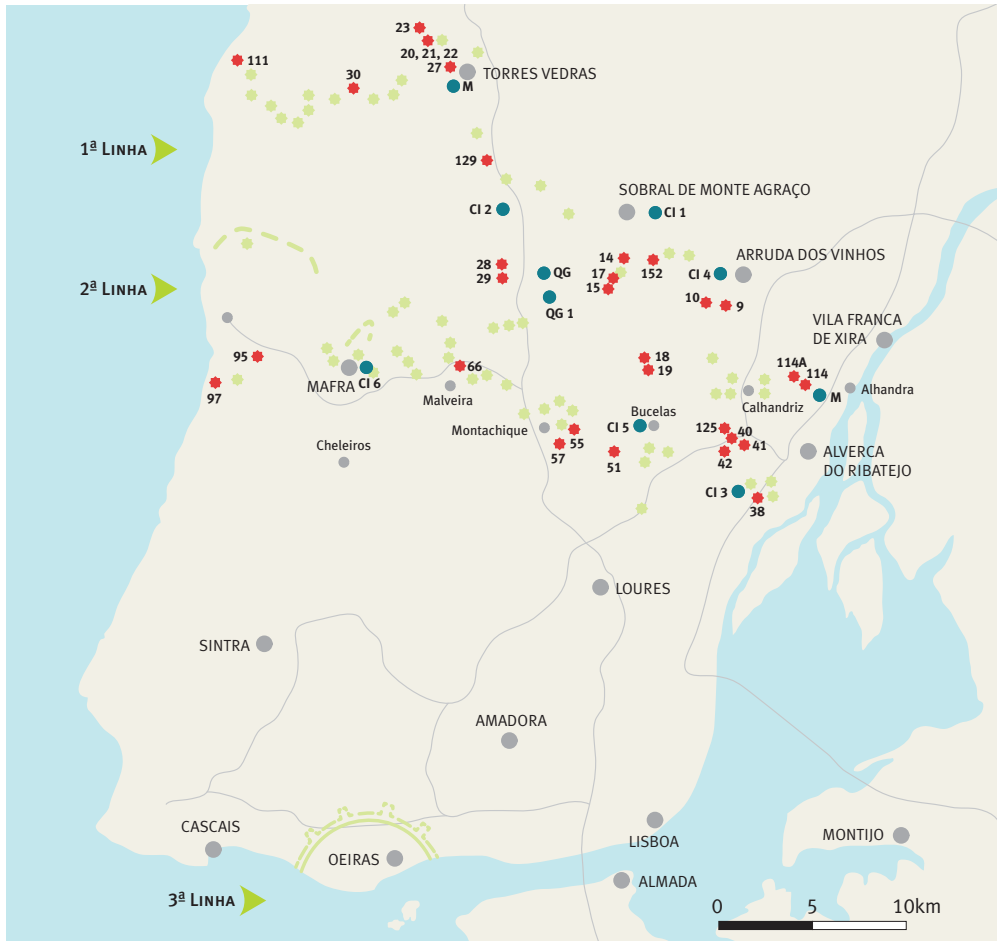 23
20, 21, 22
27
111
30
TORRES VEDRAS
M
1ª LINHA
129
SOBRAL DE MONTE AGRAÇO
CI 2
CI 1
14
ARRUDA DOS VINHOS
28
QG
17
152
CI 4
29
15
2ª LINHA
QG 1
10
9
VILA FRANCA
DE XIRA
95
18
66
19
114A
114
MAFRA
CI 6
97
Malveira
M
Alhandra
Calhandriz
Bucelas
Montachique
CI 5
125
40
55
41
Cheleiros
57
51
42
ALVERCA
DO RIBATEJO
CI 3
38
LOURES
SINTRA
AMADORA
CASCAIS
LISBOA
MONTIJO
OEIRAS
ALMADA
3ª LINHA
0
5
10km